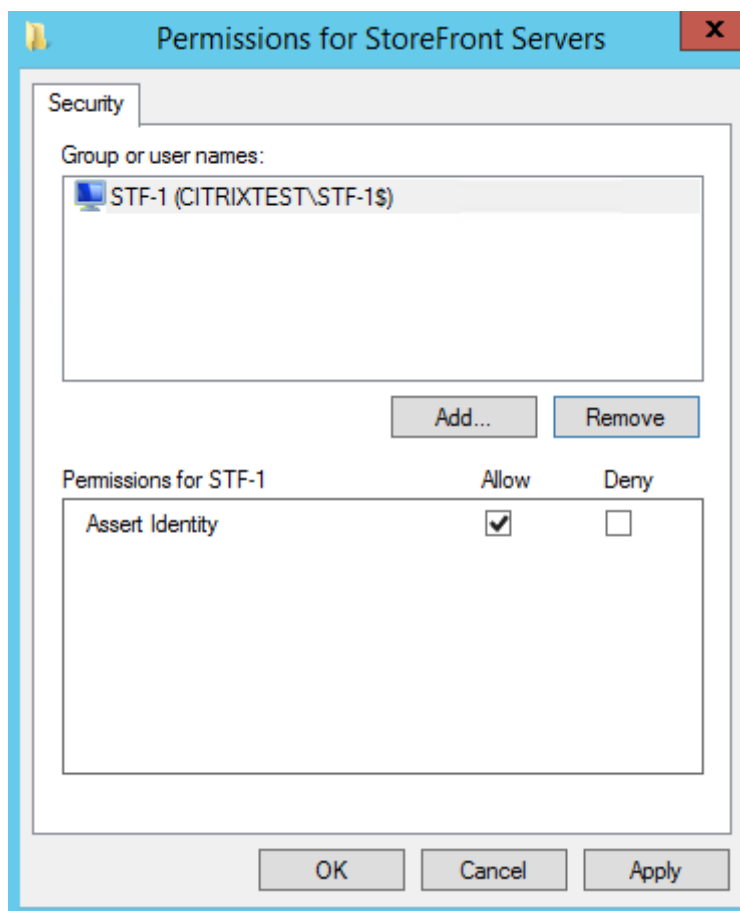 Permissions for StoreFront Servers
x
Security
Group or user names:
STF-1 (CITRIXTEST\STF-1$)
Add... Remove
Permissions for STF-1 Allow Deny
Assert Identity
OK Cancel Apply